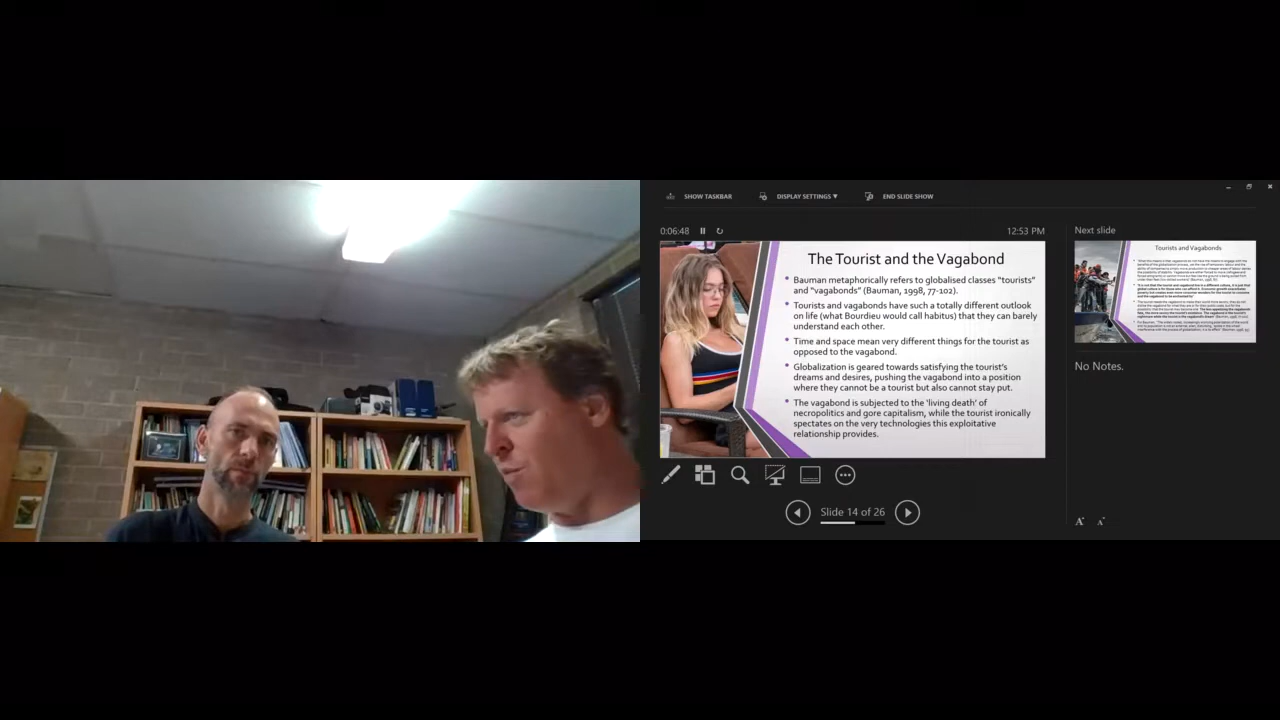 SHOW TASKBAR
DISPLAY SETTINGS ▼
END SLIDE SHOW
0:06:48
12:53 PM
The Tourist and the Vagabond
• Bauman metaphorically refers to globalised classes "tourists"
and "vagabonds" (Bauman, 1998, 77-102).
• Tourists and vagabonds have such a totally different outlook
on life (what Bourdieu would call habitus) that they can barely
understand each other.
• Time and space mean very different things for the tourist as
opposed to the vagabond.
• Globalization is geared towards satisfying the tourist's
dreams and desires, pushing the vagabond into a position
where they cannot be a tourist but also cannot stay put.
• The vagabond is subjected to the 'living death' of
necropolitics and gore capitalism, while the tourist ironically
spectates on the very technologies this exploitative
relationship provides.
Slide 14 of 26
Next slide
Tourists and Vagabonds
No Notes.
A A